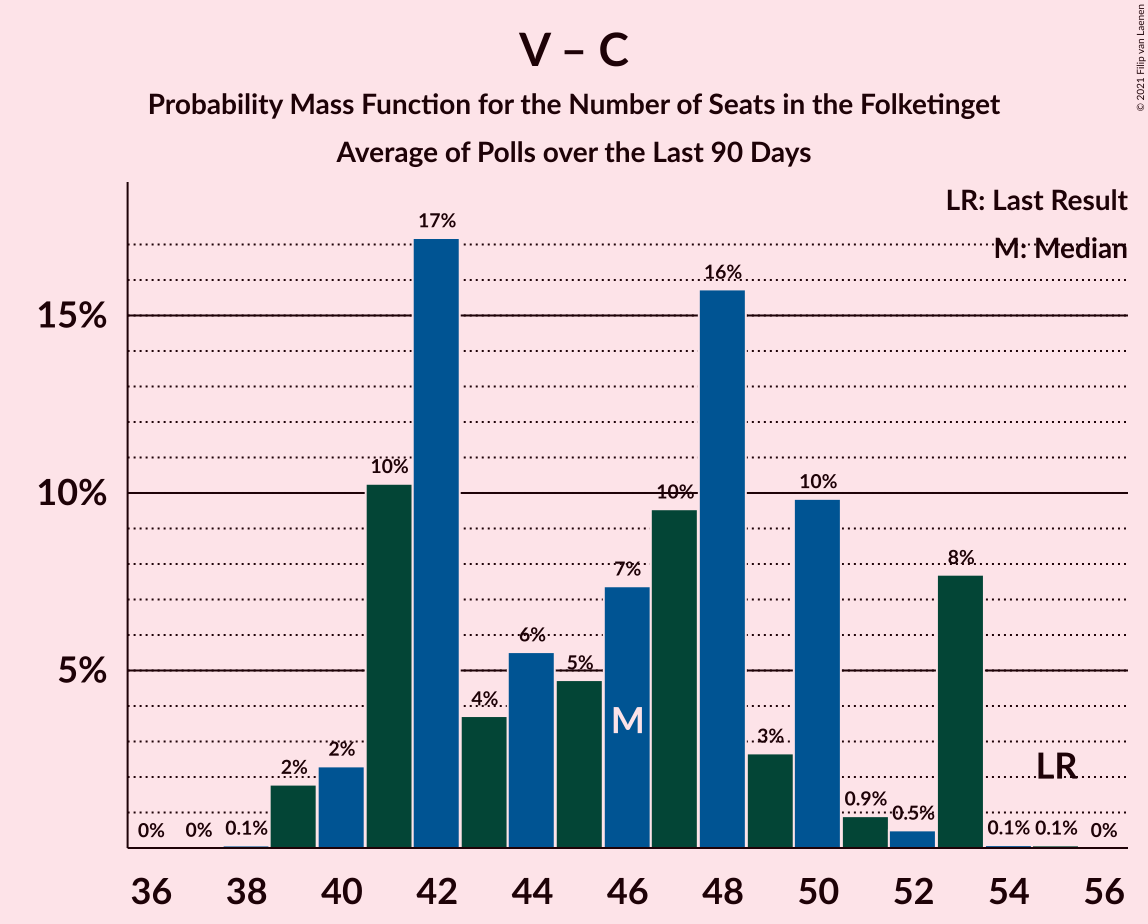 V – C
Probability Mass Function for the Number of Seats in the Folketinget
Average of Polls over the Last 90 Days
© 2021 Filip van Laenen
LR: Last Result
M: Median
15%
10%
5%
0%
0%
0.1%
2%
2%
10%
17%
4%
6%
5%
7%
10%
16%
3%
10%
0.9%
0.5%
8%
0.1%
0.1%
0%
M
LR
36 38 40 42 44 46 48 50 52 54 56